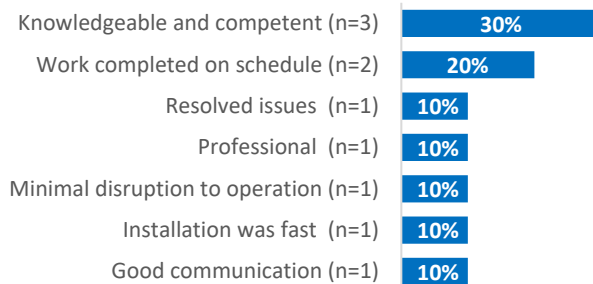 Knowledgeable and competent (n=3) 30%
Work completed on schedule (n=2) 20%
Resolved issues (n=1) 10%
Professional (n=1) 10%
Minimal disruption to operation (n=1) 10%
Installation was fast (n=1) 10%
Good communication (n=1) 10%